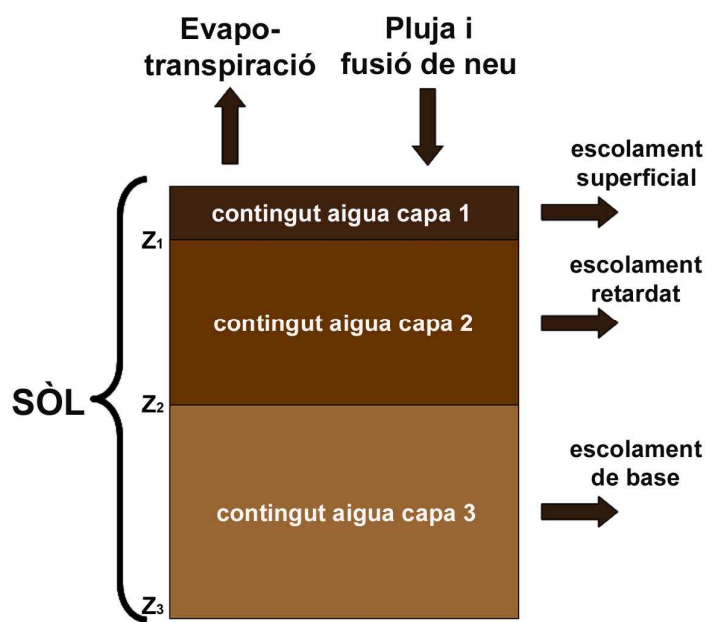 Evapo-
transpiració
Pluja i
fusió de neu
escolament
superficial
contingut aigua capa 1
Z1
escolament
retardat
contingut aigua capa 2
SÒL
Z2
escolament
de base
contingut aigua capa 3
Z3